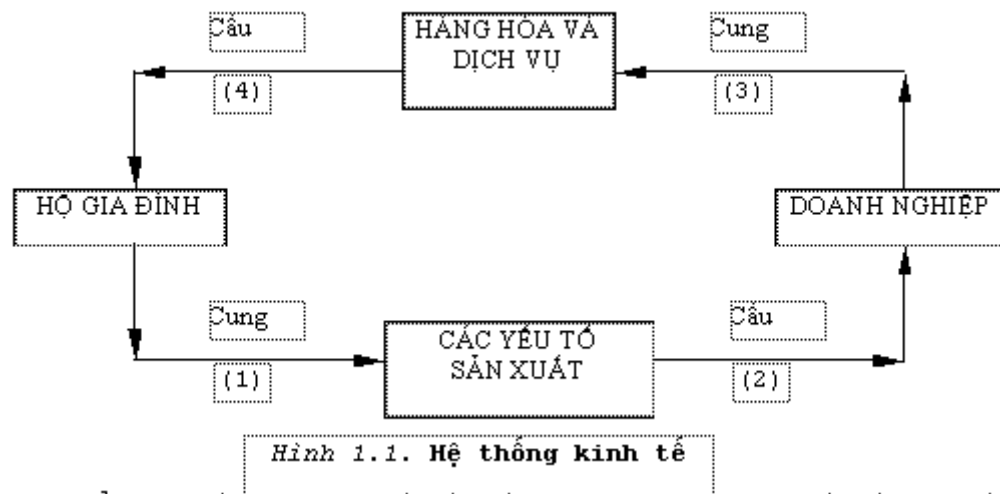 Cầu
HÀNG HÓA VÀ
DỊCH VỤ
Cung
(4)
(3)
HỘ GIA ĐÌNH
DOANH NGHIỆP
Cung
CÁC YẾU TỐ
SẢN XUẤT
Cầu
(1)
(2)
Hình 1.1. Hệ thống kinh tế